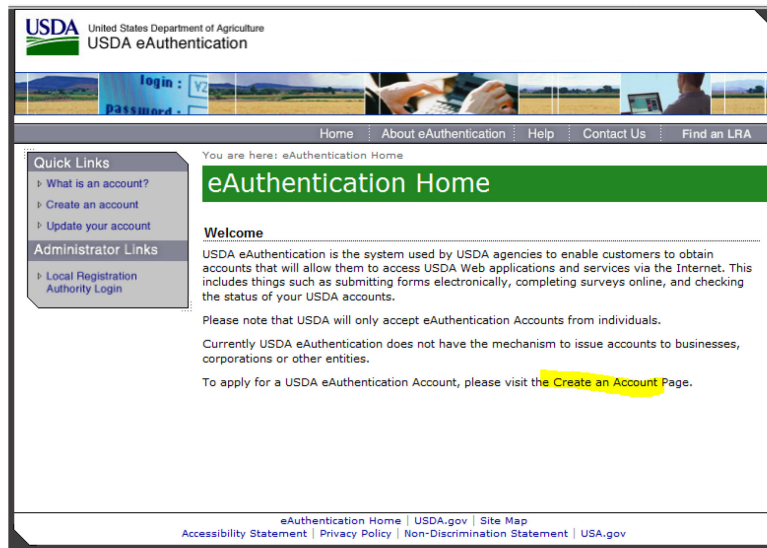 USDA
United States Department of Agriculture
USDA eAuthentication
login :
password :
Home
About eAuthentication
Help
Contact Us
Find an LRA
Quick Links
What is an account?
Create an account
Update your account
Administrator Links
Local Registration
Authority Login
You are here: eAuthentication Home
eAuthentication Home
Welcome
USDA eAuthentication is the system used by USDA agencies to enable customers to obtain
accounts that will allow them to access USDA Web applications and services via the Internet. This
includes things such as submitting forms electronically, completing surveys online, and checking
the status of your USDA accounts.
Please note that USDA will only accept eAuthentication Accounts from individuals.
Currently USDA eAuthentication does not have the mechanism to issue accounts to businesses,
corporations or other entities.
To apply for a USDA eAuthentication Account, please visit the Create an Account Page.
eAuthentication Home | USDA.gov | Site Map
Accessibility Statement | Privacy Policy | Non-Discrimination Statement | USA.gov